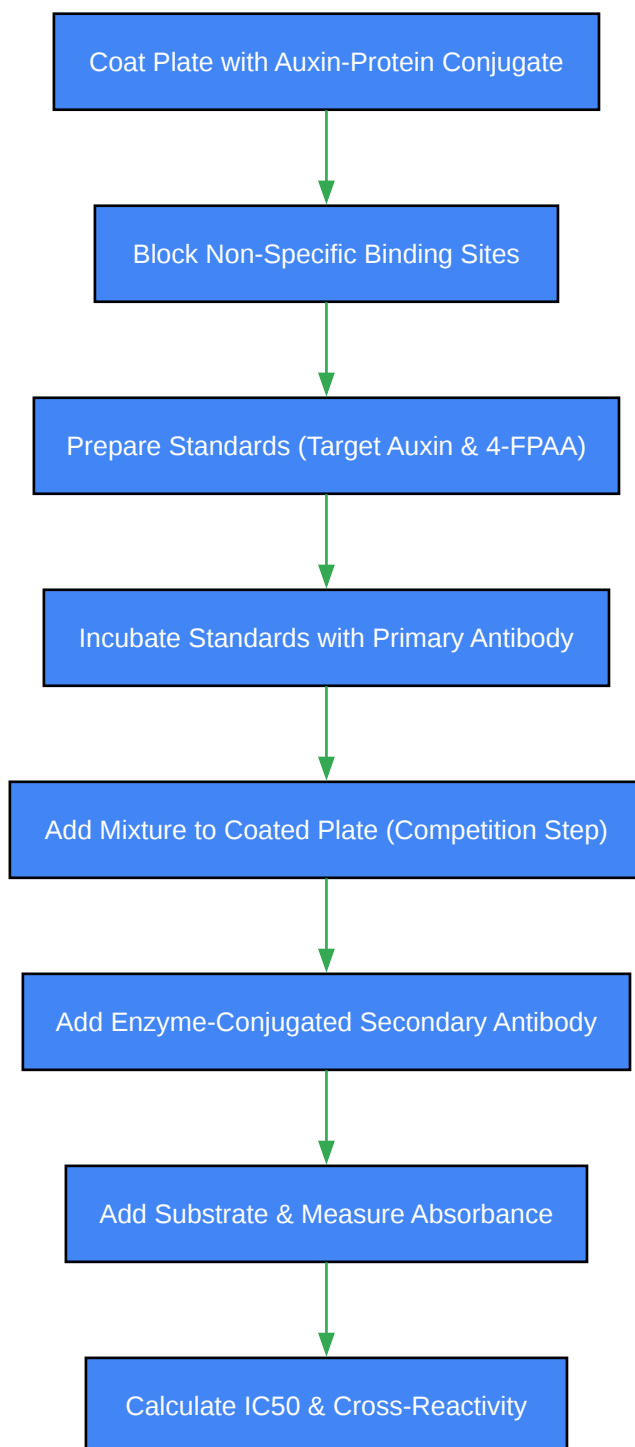 Coat Plate with Auxin-Protein Conjugate
Block Non-Specific Binding Sites
Prepare Standards (Target Auxin & 4-FPAA)
Incubate Standards with Primary Antibody
Add Mixture to Coated Plate (Competition Step)
Add Enzyme-Conjugated Secondary Antibody
Add Substrate & Measure Absorbance
Calculate IC50 & Cross-Reactivity